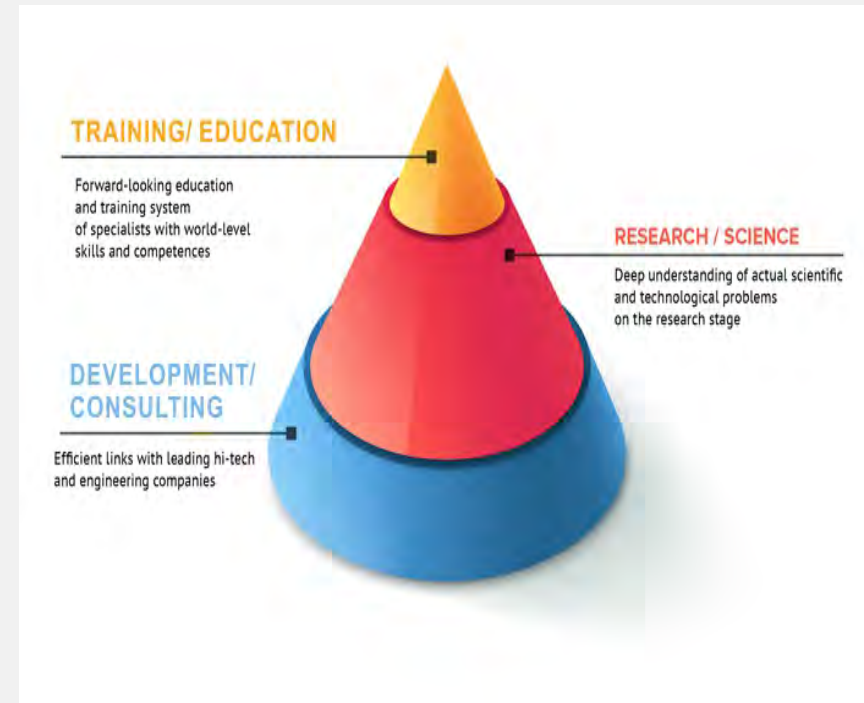 TRAINING/ EDUCATION
Forward-looking education
and training system
of specialists with world-level
skills and competences
RESEARCH / SCIENCE
Deep understanding of actual scientific
and technological problems
on the research stage
DEVELOPMENT/
CONSULTING
Efficient links with leading hi-tech
and engineering companies